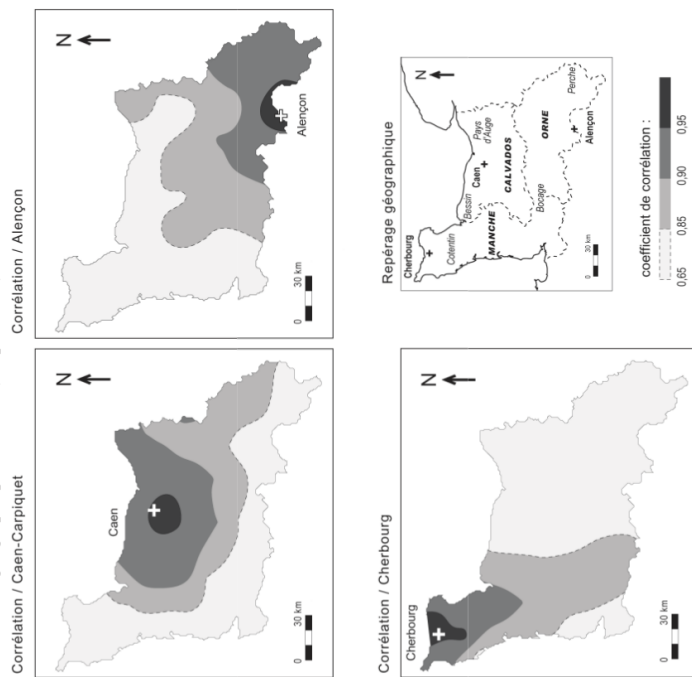 Corrélation / Caen-Carpiquet
Caen
N
0 30 km
Corrélation / Alençon
N
Alençon
0 30 km
Corrélation / Cherbourg
Cherbourg
N
0 30 km
Repérage géographique
N
Cherbourg
Cotentin
Bessin
Caen
Pays
d'Auge
MANCHE
CALVADOS
Bocage
ORNE
Perche
Alençon
0 30 km
coefficient de corrélation :
0,65 0,85 0,90 0,95